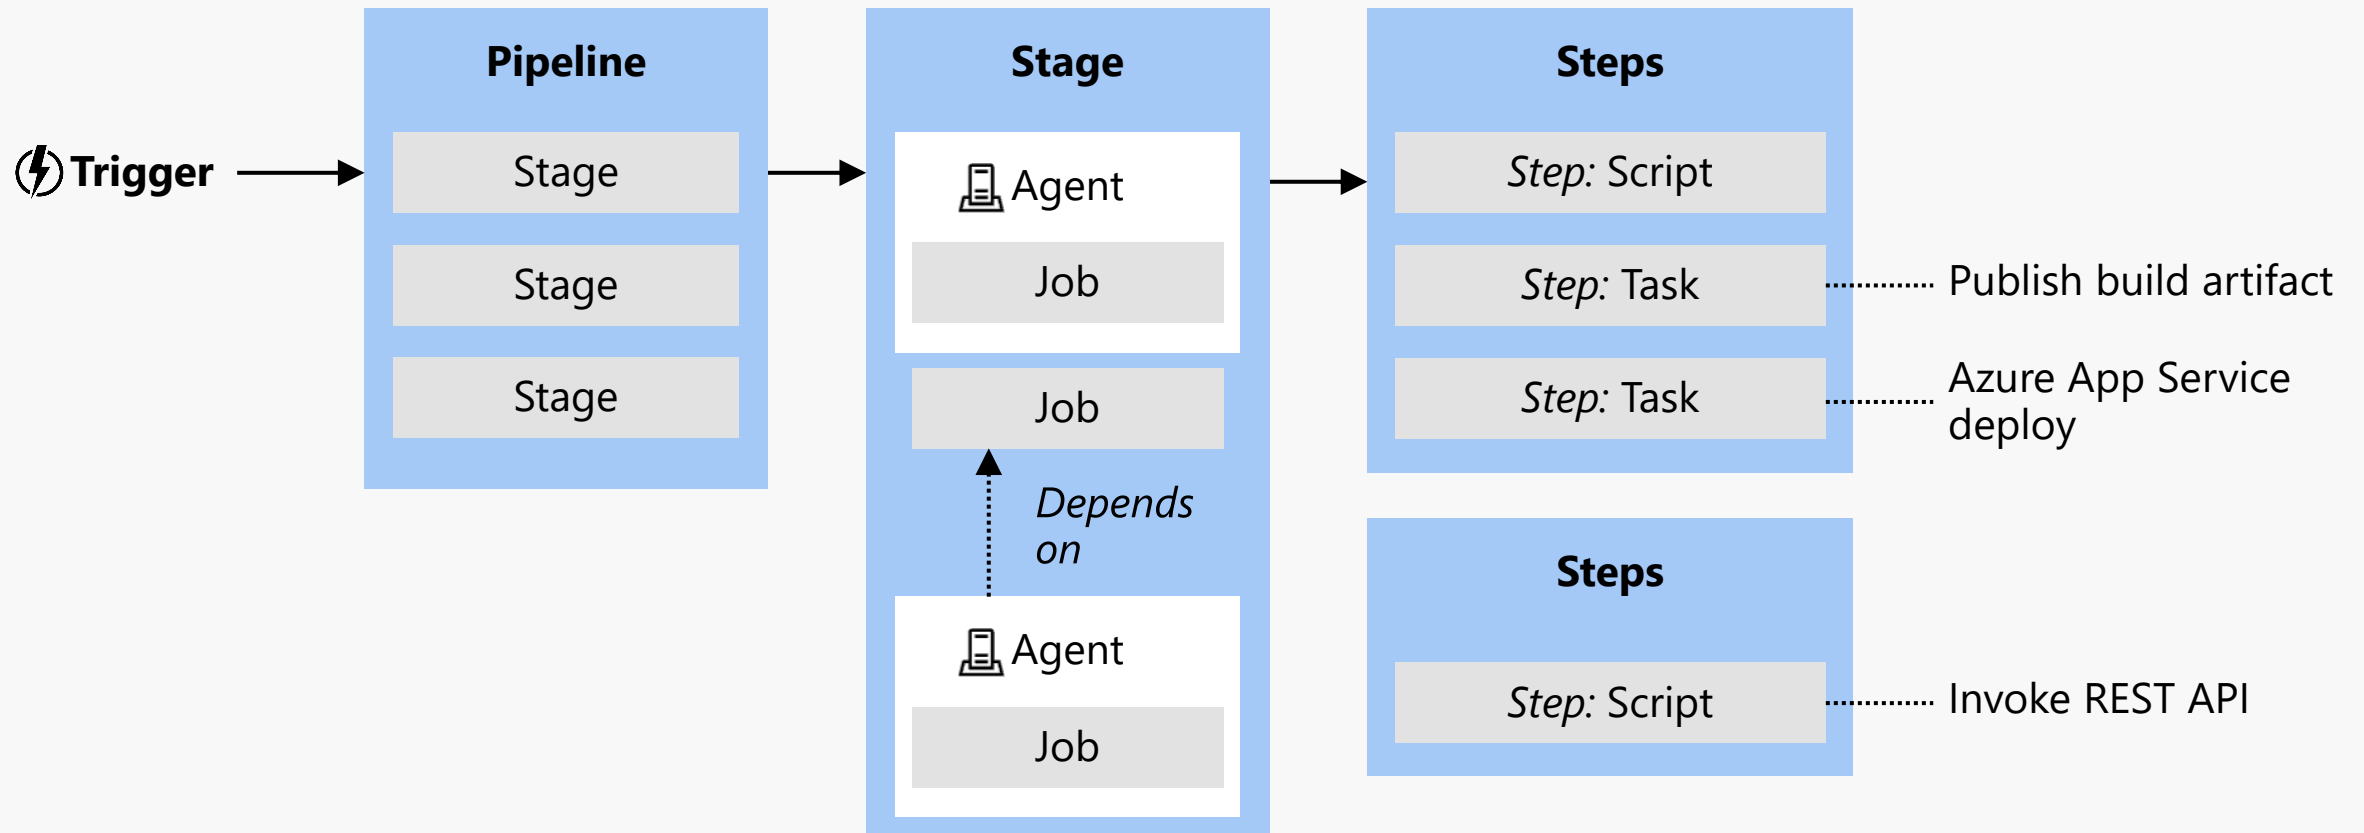 Trigger
Pipeline
Stage
Stage
Stage
Stage
Agent
Job
Job
Depends
on
Agent
Job
Steps
Step: Script
Step: Task
Step: Task
Publish build artifact
Azure App Service
deploy
Steps
Step: Script
Invoke REST API